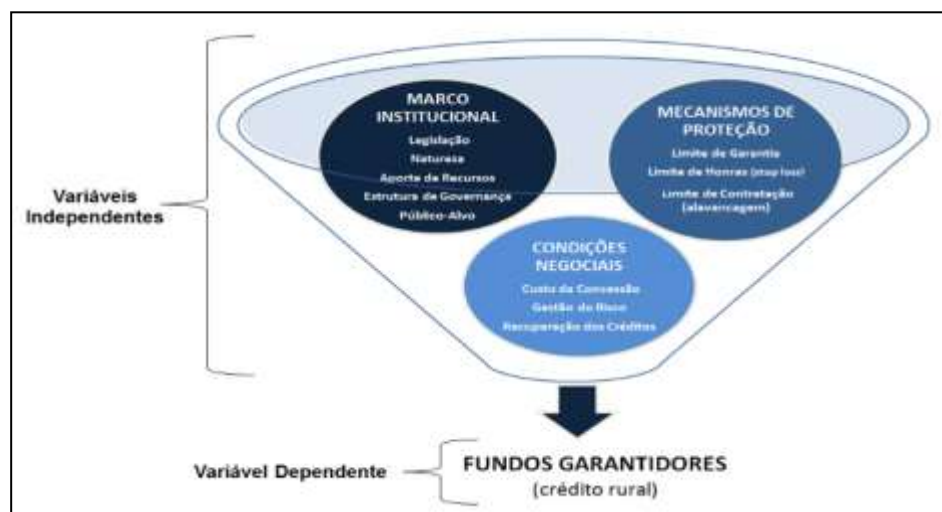 MARCO
INSTITUCIONAL
Legislação
Natureza
Aporte de Recursos
Estrutura de Governança
Público-Alvo
MECANISMOS DE
PROTEÇÃO
Limite de Garantia
Limite de Honras (stop loss)
Limite de Contratação
(alavancagem)
Variáveis
Independentes
CONDIÇÕES
NEGOCIAIS
Custo da Concessão
Gestão do Risco
Recuperação dos Créditos
Variável Dependente
FUNDOS GARANTIDORES
(crédito rural)